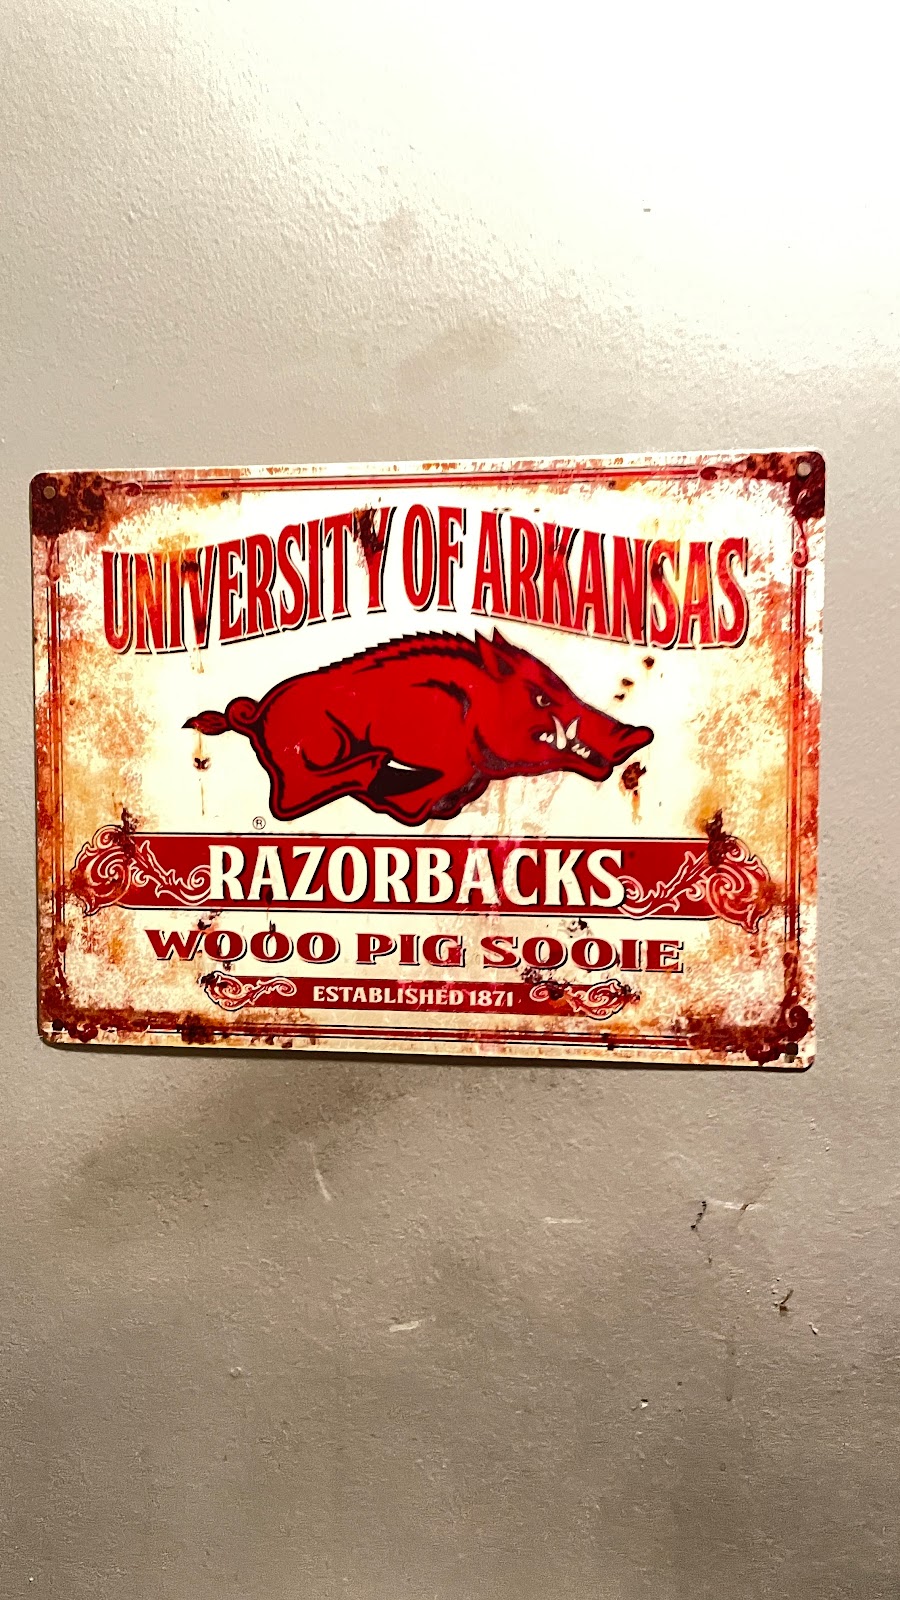 UNIVERSITY OF ARKANSAS
®
RAZORBACKS
WOOO PIG SOOIE
ESTABLISHED 1871